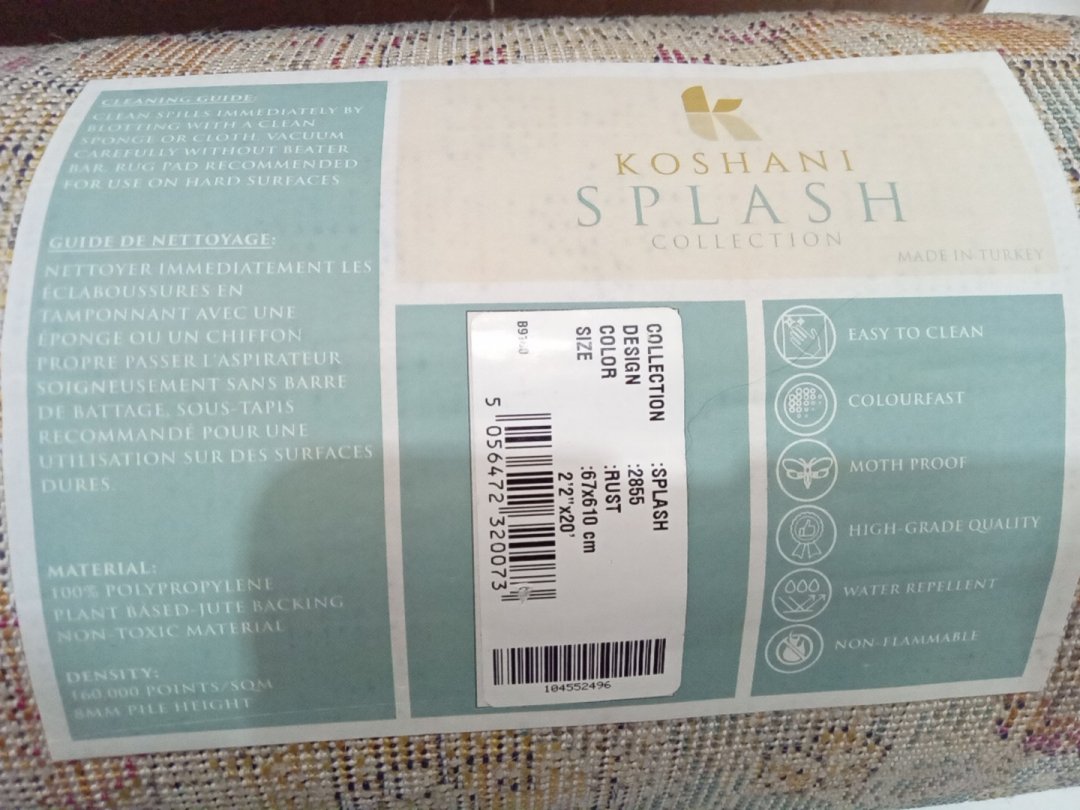 CLEANING GUIDE:
CLEAN SPILES IMMEDIATELY BY
BLOTTING WITH A CLEAN
SPONGE OR CLOTH, VACUUM
CAREFULLY WITHOUT BEATER
BAR, RUG PAD RECOMMENDED
FOR USE ON HARD SURFACES
GUIDE DE NETTOYAGE:
NETTOYER IMMEDIATEMENT LES
ÉCLABOUSSURES EN
TAMPONNANT AVEC UNE
ÉPONGE OU UN CHIFFON
PROPRE PASSER L'ASPIRATEUR
SOIGNEUSEMENT SANS BARRE
DE BATTAGE, SOUS-TAPIS
RECOMMANDÉ POUR UNE
UTILISATION SUR DES SURFACES
DURES.
MATERIAL:
100% POLYPROPYLENE
PLANT BASED-JUTE BACKING
NON-TOXIC MATERIAL
DENSITY:
160.000 POINTS/SQM
8MM PILE HEIGHT
k
KOSHANI
SPLASH
COLLECTION
MADE IN TURKEY
COLLECTION :SPLASH
DESIGN :2855
COLOR :RUST
SIZE :67x610 cm
2'2"x20'
5 056472 320073
104552496
EASY TO CLEAN
COLOURFAST
MOTH PROOF
HIGH-GRADE QUALITY
WATER REPELLENT
NON-FLAMMABLE